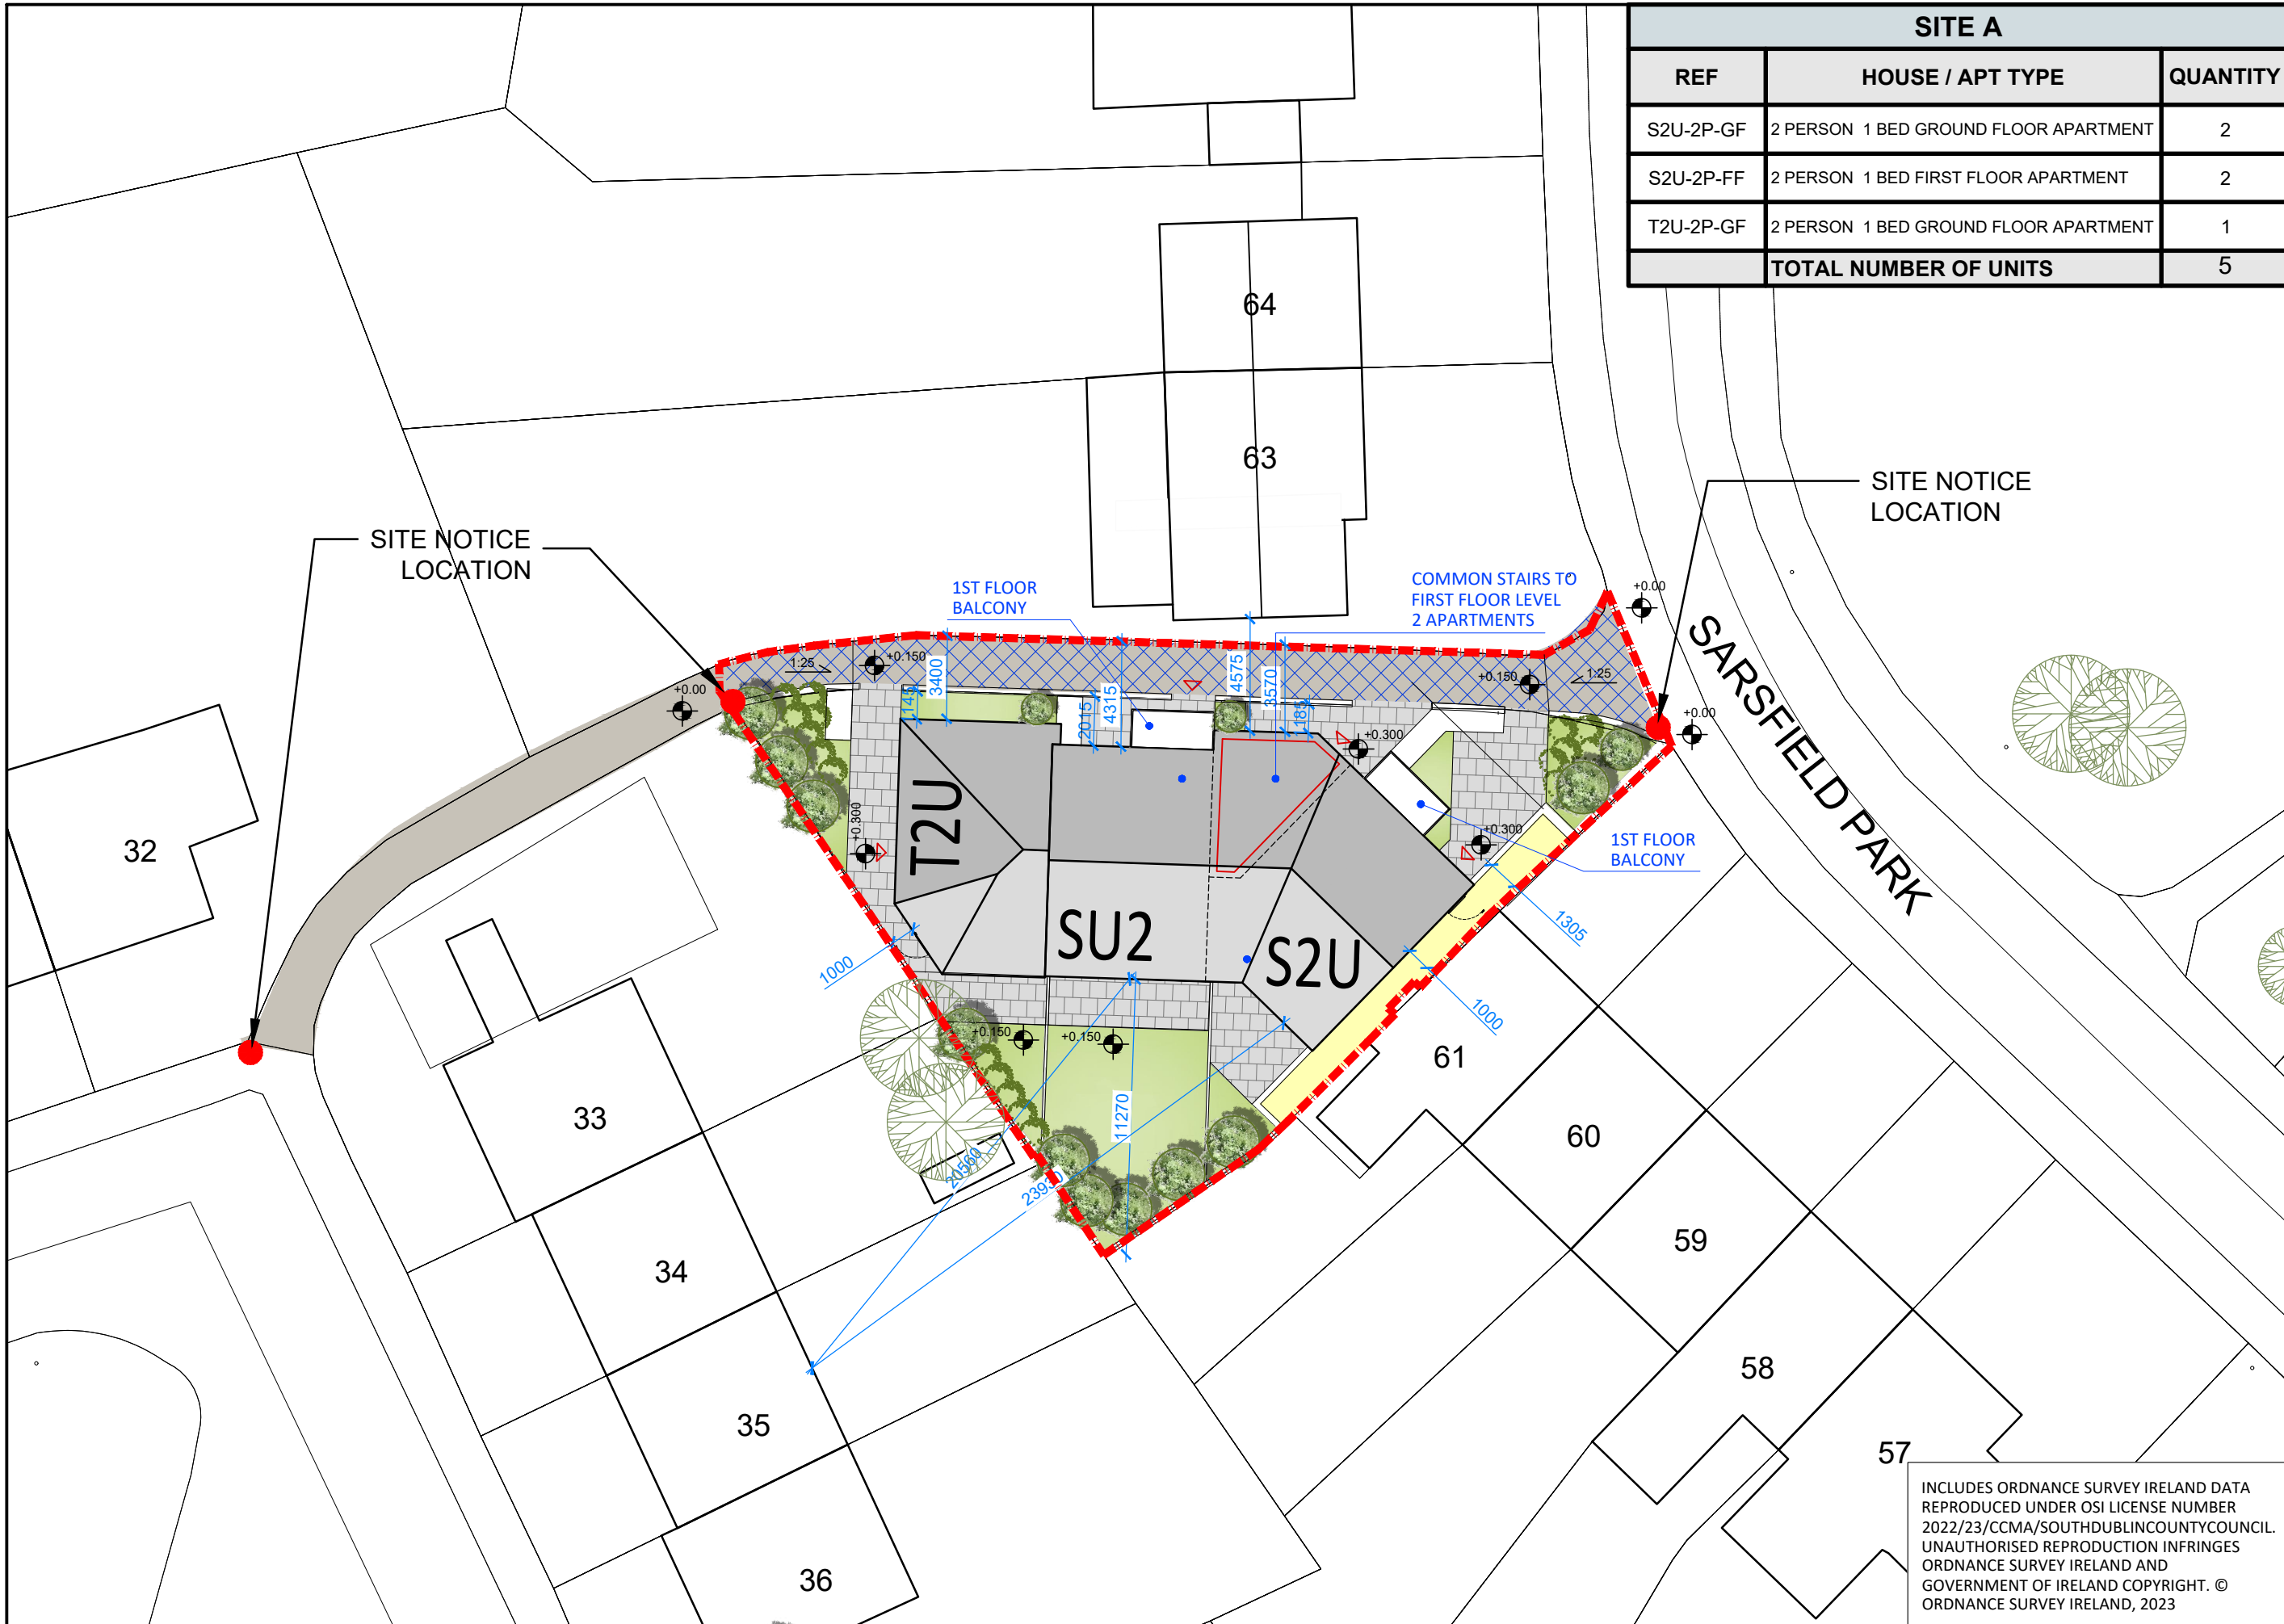 SITE A
REF HOUSE / APT TYPE QUANTITY
S2U-2P-GF 2 PERSON 1 BED GROUND FLOOR APARTMENT 2
S2U-2P-FF 2 PERSON 1 BED FIRST FLOOR APARTMENT 2
T2U-2P-GF 2 PERSON 1 BED GROUND FLOOR APARTMENT 1
TOTAL NUMBER OF UNITS 5
64
63
SITE NOTICE
LOCATION
SITE NOTICE
LOCATION
1ST FLOOR
BALCONY
COMMON STAIRS TO
FIRST FLOOR LEVEL
2 APARTMENTS
+0.00
SARSFIELD PARK
1:25
+0.150
3400
1145
4315
2015
4575
3570
1185
+0.150
1:25
+0.00
+0.00
+0.300
+0.300
+0.300
1ST FLOOR
BALCONY
32
T2U
SU2
S2U
1305
1000
1000
+0.150
+0.150
11270
20560
61
33
60
34
59
35
58
57
36
INCLUDES ORDNANCE SURVEY IRELAND DATA
REPRODUCED UNDER OSI LICENSE NUMBER
2022/23/CCMA/SOUTHDUBLINCOUNTYCOUNCIL.
UNAUTHORISED REPRODUCTION INFRINGES
ORDNANCE SURVEY IRELAND AND
GOVERNMENT OF IRELAND COPYRIGHT. ©
ORDNANCE SURVEY IRELAND, 2023